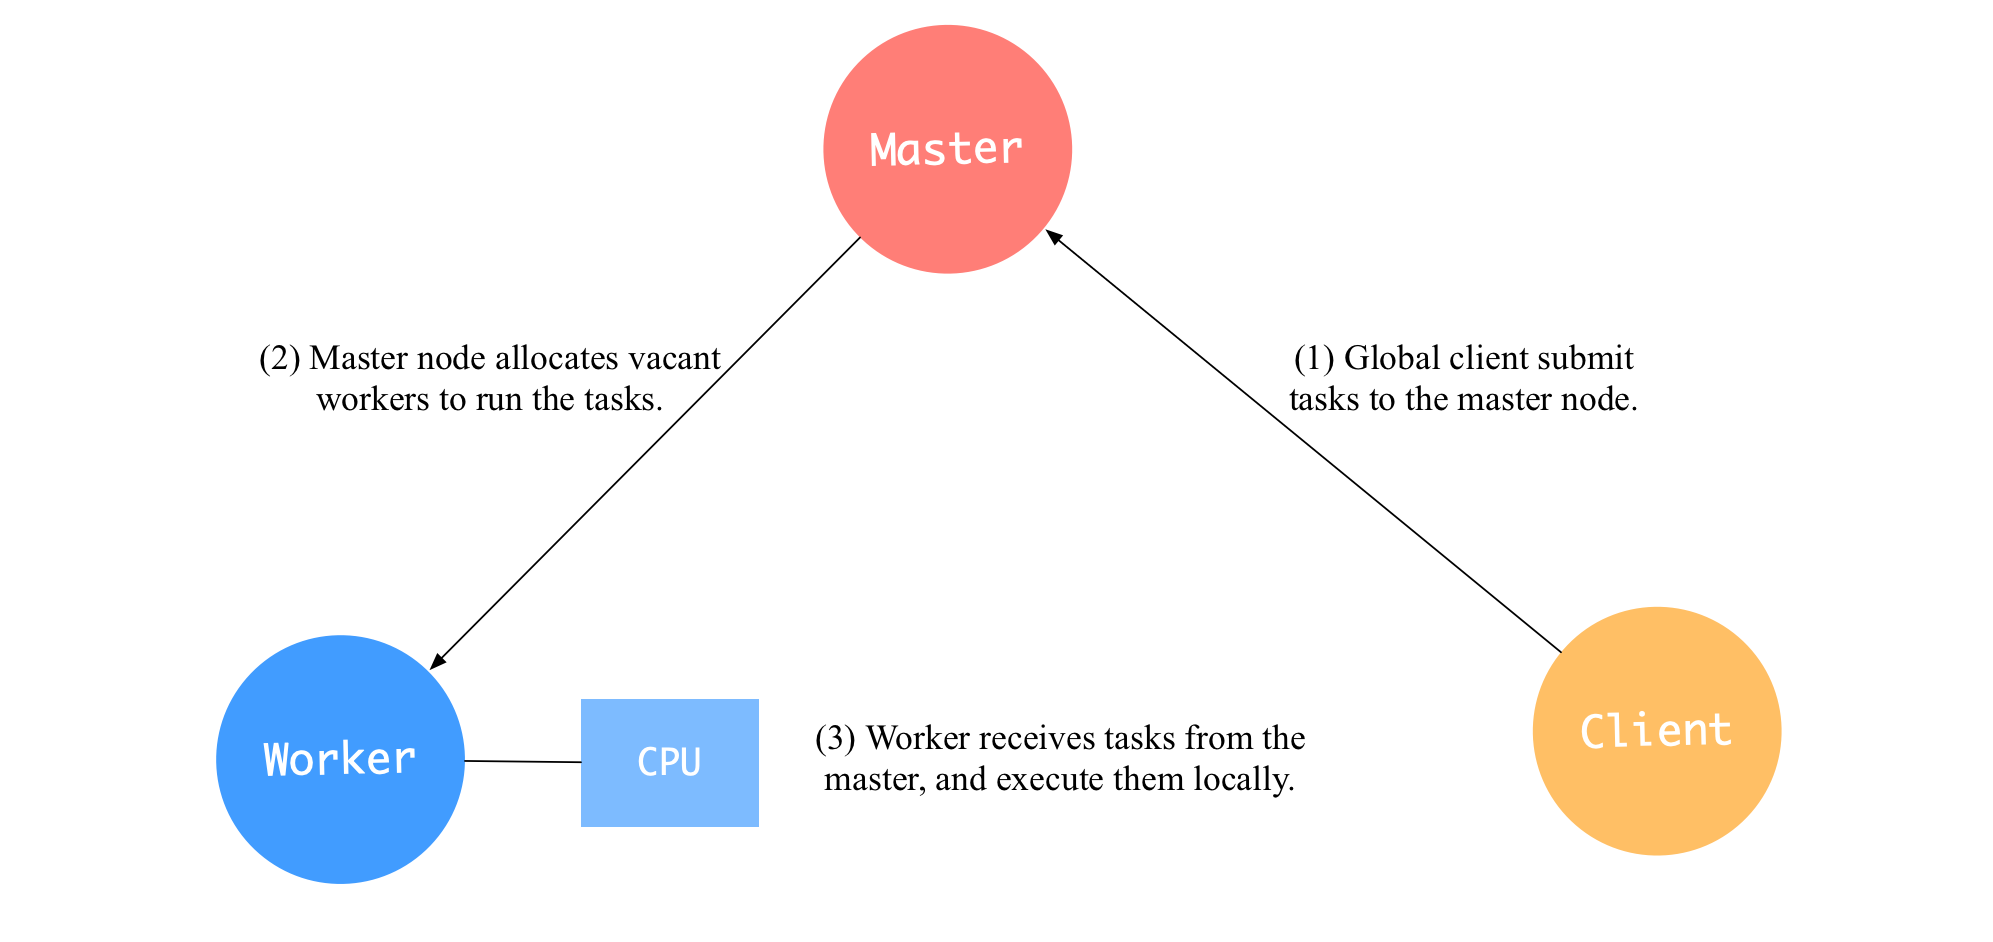 Master
(2) Master node allocates vacant
workers to run the tasks.
(1) Global client submit
tasks to the master node.
Worker
CPU
(3) Worker receives tasks from the
master, and execute them locally.
Client